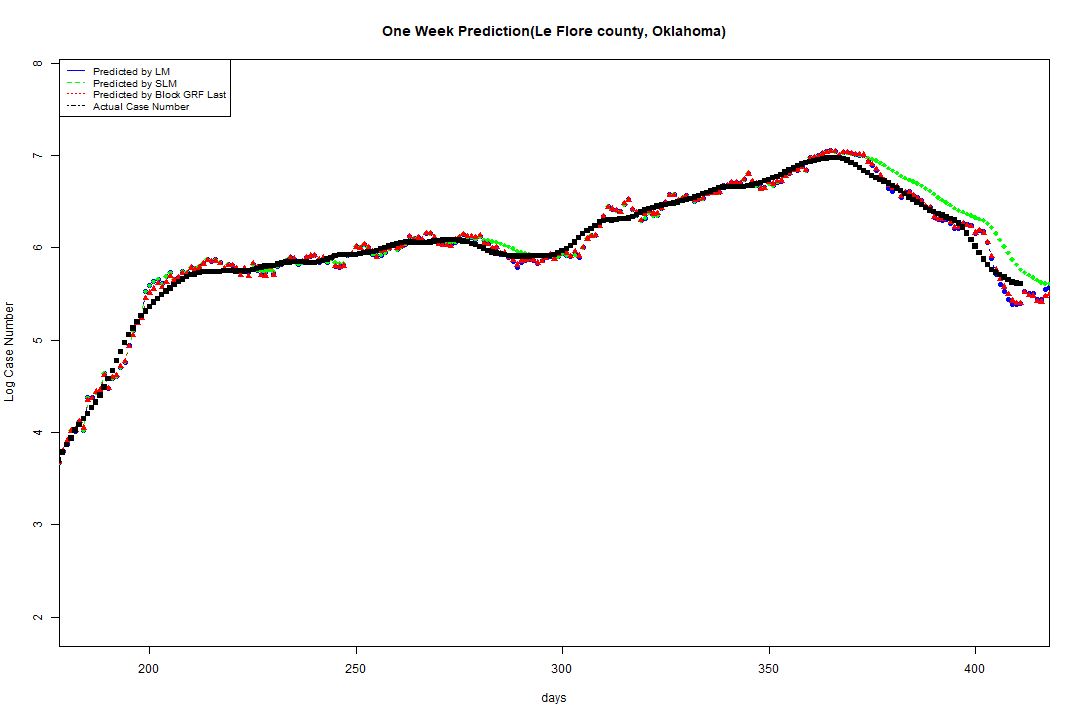 One Week Prediction(Le Flore county, Oklahoma)
Predicted by LM
Predicted by SLM
Predicted by Block GRF Last
Actual Case Number
8
7
6
5
4
3
2
Log Case Number
200 250 300 350 400
days